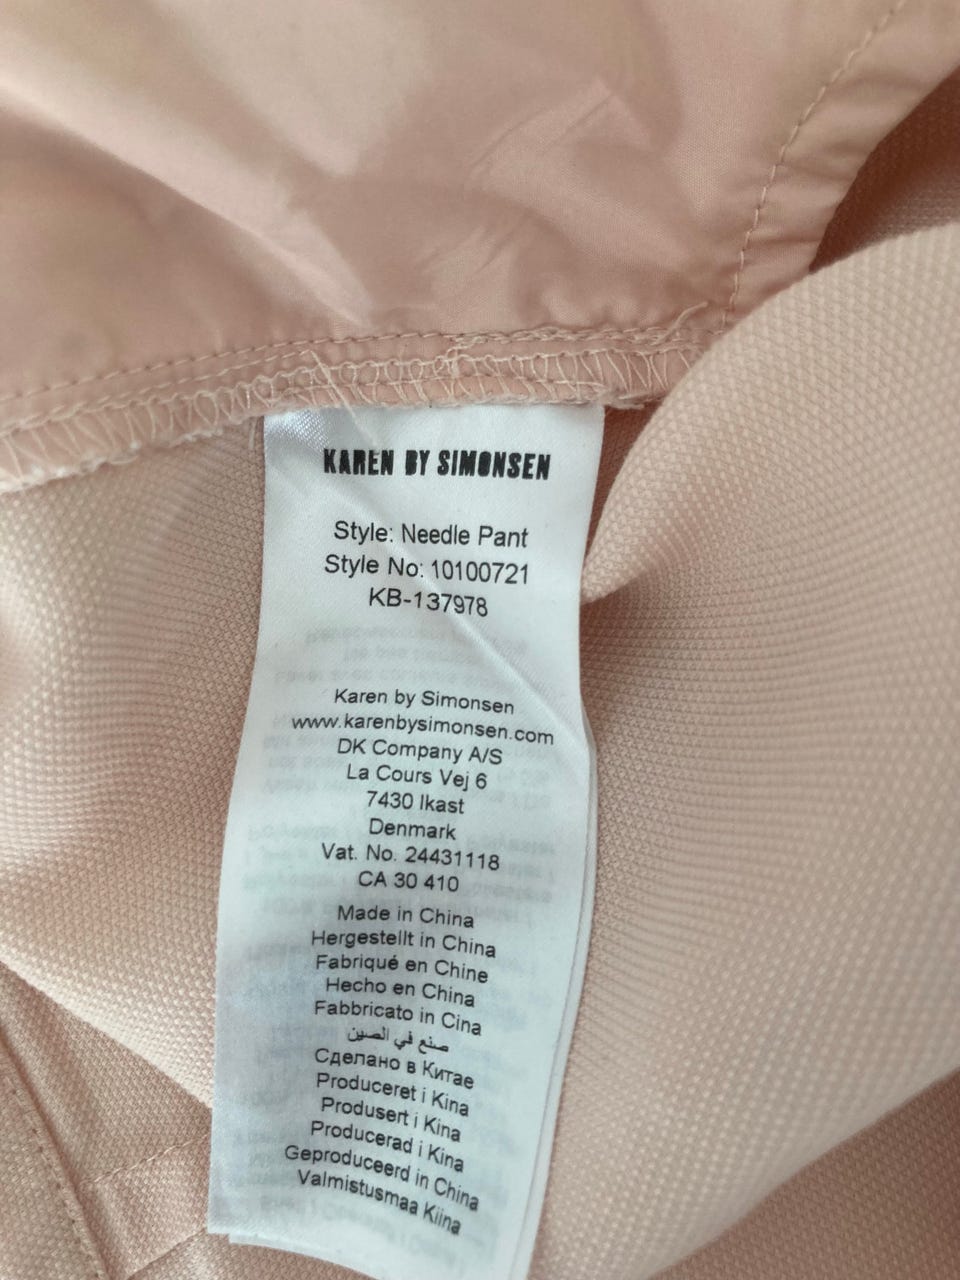 KAREN BY SIMONSEN
Style: Needle Pant
Style No: 10100721
KB-137978
Karen by Simonsen
www.karenbysimonsen.com
DK Company A/S
La Cours Vej 6
7430 Ikast
Denmark
Vat. No. 24431118
CA 30 410
Made in China
Hergestellt in China
Fabriqué en Chine
Hecho en China
Fabbricato in Cina
صنع في الصين
Сделано в Китае
Produceret i Kina
Produsert i Kina
Producerad i Kina
Geproduceerd in China
Valmistusmaa Kiina